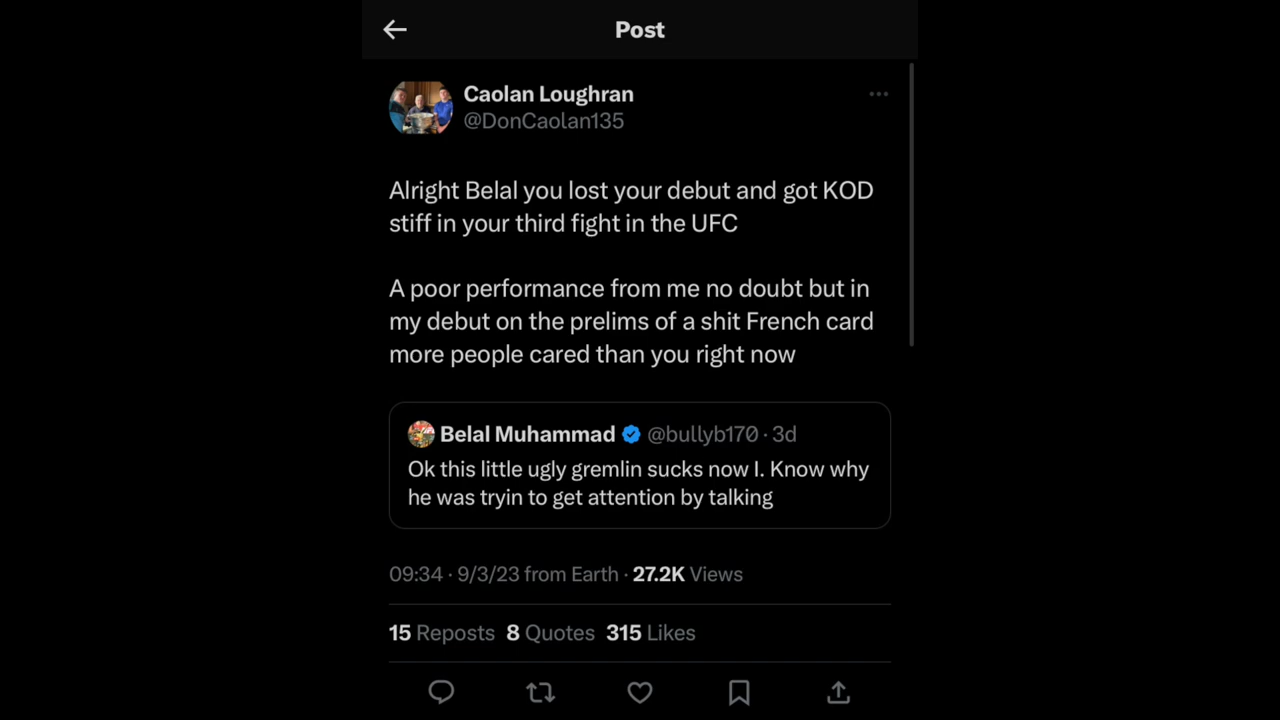 Post
Caolan Loughran
@DonCaolan135
Alright Belal you lost your debut and got KOD
stiff in your third fight in the UFC
A poor performance from me no doubt but in
my debut on the prelims of a shit French card
more people cared than you right now
Belal Muhammad @bullyb170 · 3d
Ok this little ugly gremlin sucks now I. Know why
he was tryin to get attention by talking
09:34 · 9/3/23 from Earth · 27.2K Views
15 Reposts 8 Quotes 315 Likes